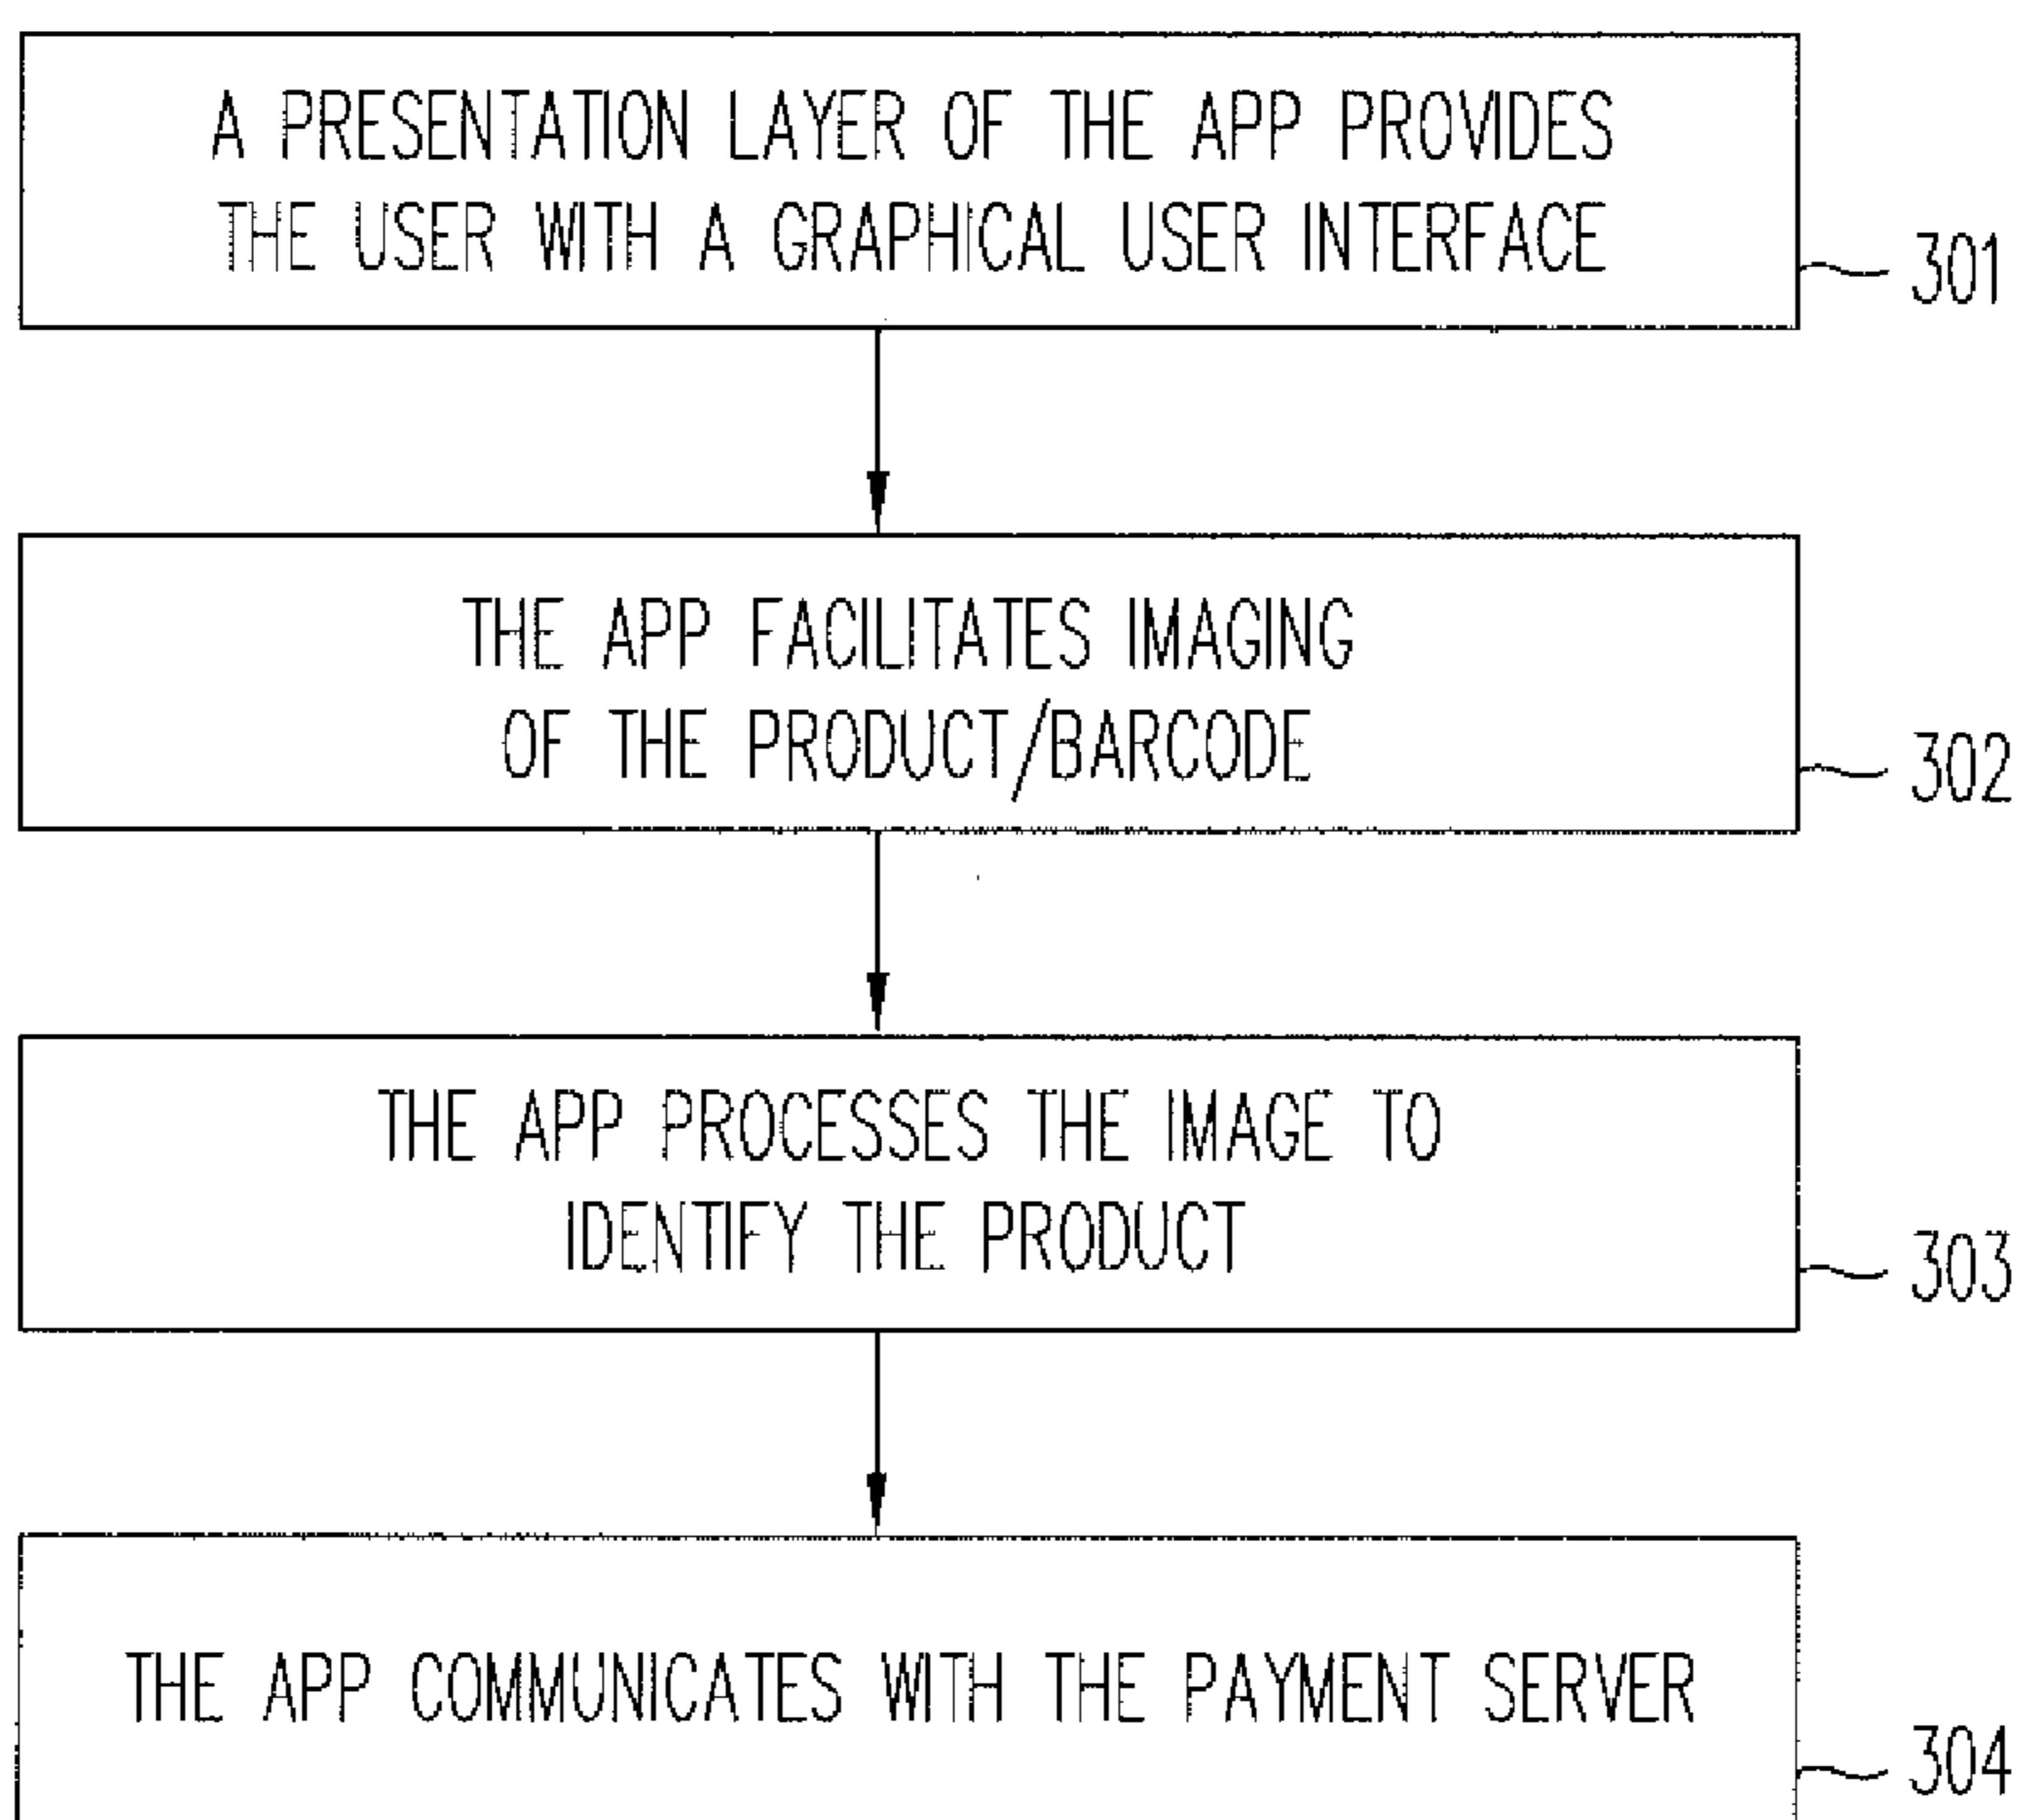 A PRESENTATION LAYER OF THE APP PROVIDES
THE USER WITH A GRAPHICAL USER INTERFACE
301
THE APP FACILITATES IMAGING
OF THE PRODUCT/BARCODE
302
THE APP PROCESSES THE IMAGE TO
IDENTIFY THE PRODUCT
303
THE APP COMMUNICATES WITH THE PAYMENT SERVER
304